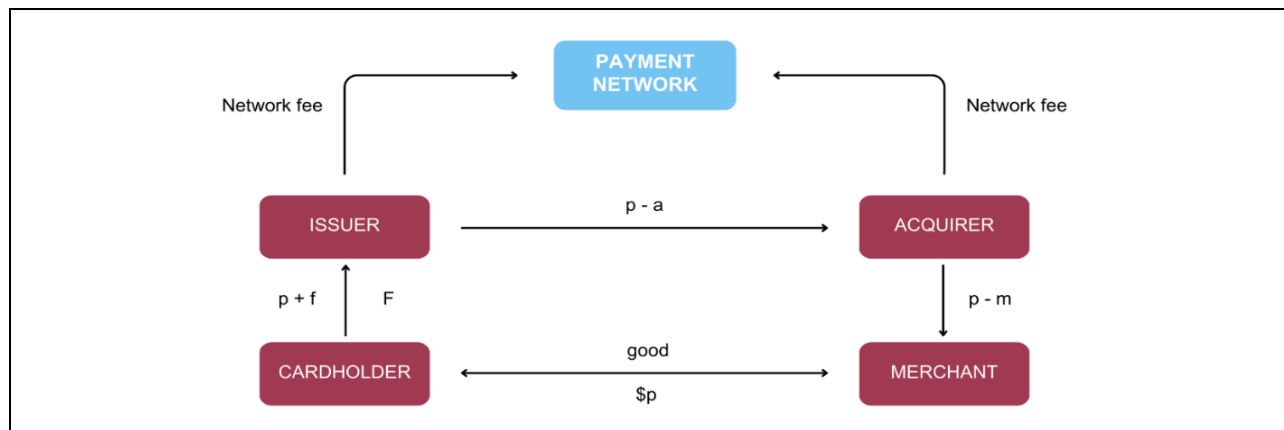 PAYMENT
NETWORK
Network fee
Network fee
p - a
ISSUER
ACQUIRER
p + f
F
p - m
good
CARDHOLDER
MERCHANT
$p